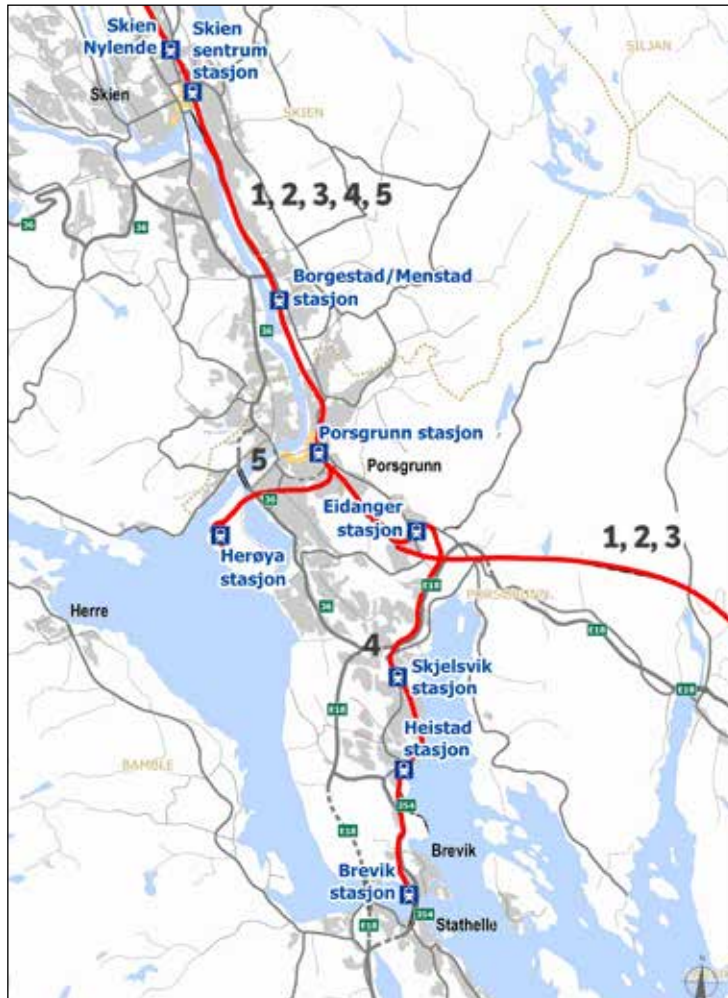 Skien
Nylende
Skien
sentrum
stasjon
SILJAN
Skien
SKIEN
1, 2, 3, 4, 5
36
36
Borgestad/Menstad
stasjon
36
Porsgrunn stasjon
5
Porsgrunn
36
Eidanger
stasjon
1, 2, 3
Herøya
stasjon
E18
PORSGRUNN
Herre
36
E18
4
Skjelsvik
stasjon
E18
E18
Heistad
stasjon
BAMBLE
354
E18
Brevik
Brevik
stasjon
354
Stathelle
E18
N